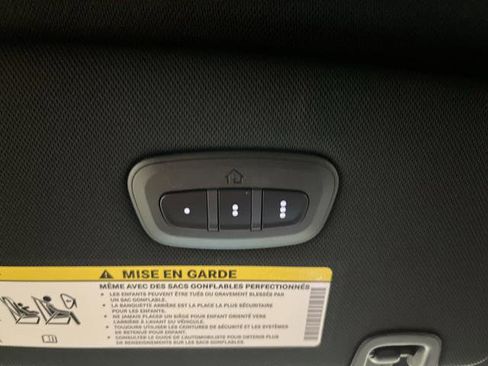 MISE EN GARDE
MÊME AVEC DES SACS GONFLABLES PERFECTIONNÉS
• LES ENFANTS PEUVENT ÊTRE TUÉS OU GRAVEMENT BLESSÉS PAR
UN SAC GONFLABLE.
• LA BANQUETTE ARRIÈRE EST LA PLACE LA PLUS SÉCURITAIRE
POUR LES ENFANTS.
• NE JAMAIS PLACER UN SIÈGE POUR ENFANT ORIENTÉ VERS
L'ARRIÈRE À L'AVANT DU VÉHICULE.
• TOUJOURS UTILISER LES CEINTURES DE SÉCURITÉ ET LES SYSTÈMES
DE RETENUE POUR ENFANT.
• CONSULTER LE GUIDE DE L'AUTOMOBILISTE POUR OBTENIR PLUS
DE RENSEIGNEMENTS SUR LES SACS GONFLABLES.